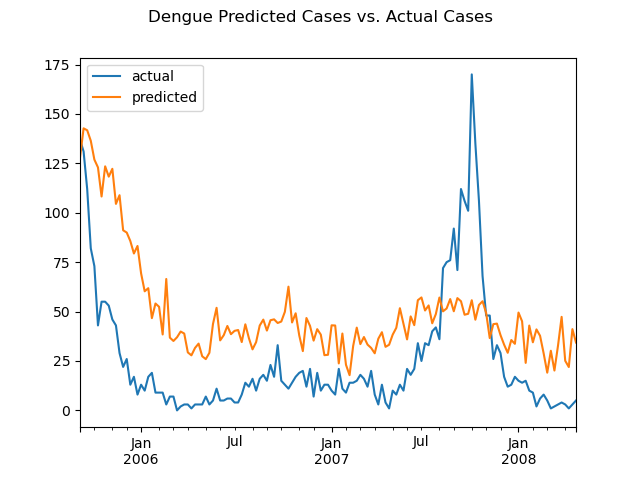 Dengue Predicted Cases vs. Actual Cases
175
150
125
100
75
50
25
0
actual
predicted
Jan
2006
Jul
Jan
2007
Jul
Jan
2008